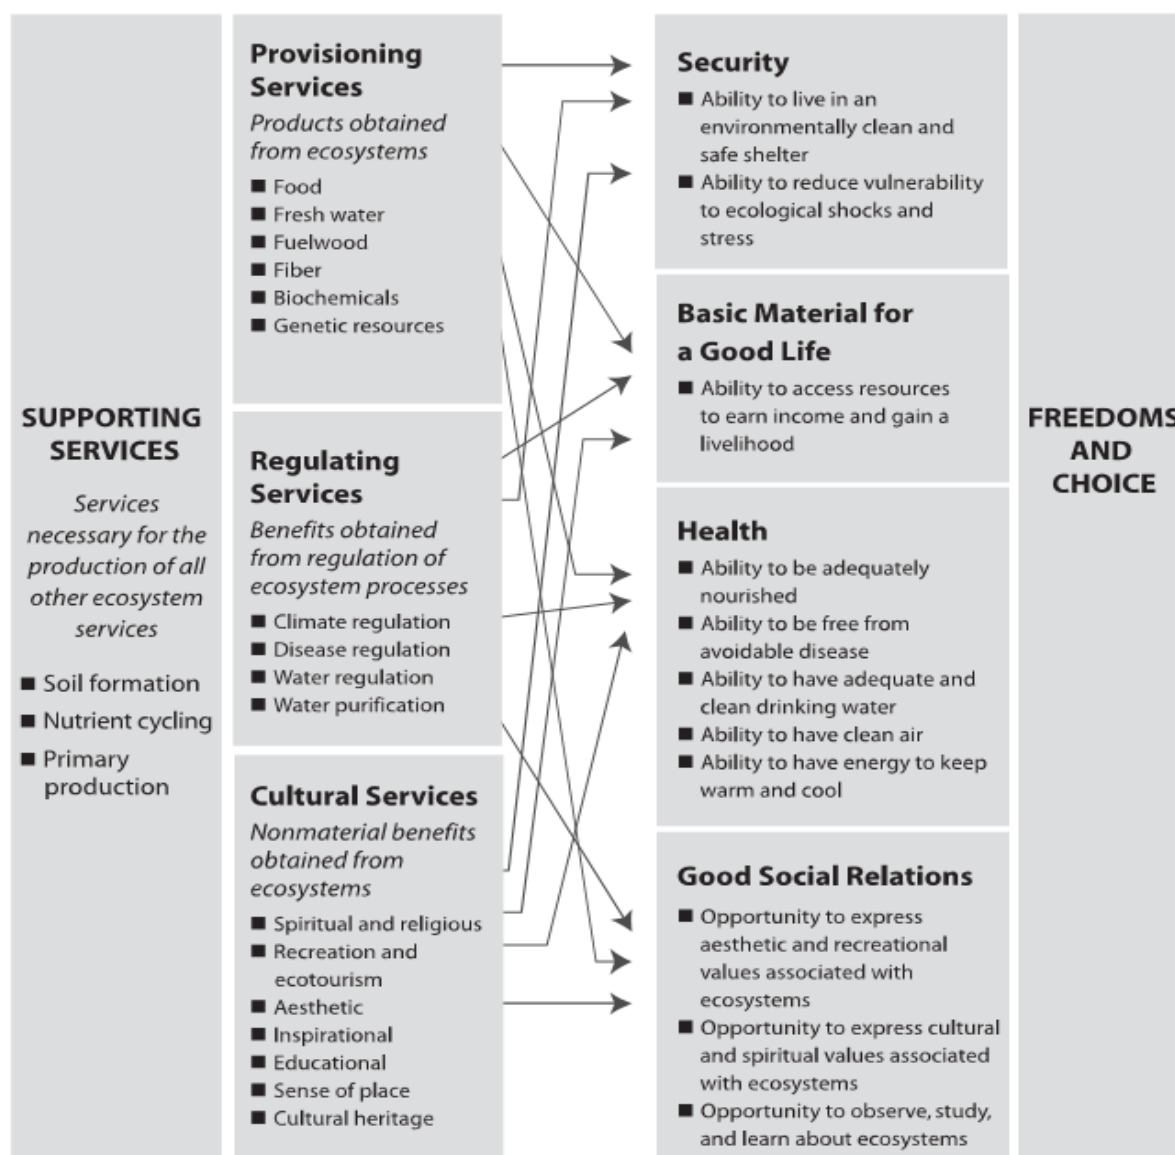 SUPPORTING
SERVICES
Services
necessary for the
production of all
other ecosystem
services
■ Soil formation
■ Nutrient cycling
■ Primary
production
Provisioning
Services
Products obtained
from ecosystems
■ Food
■ Fresh water
■ Fuelwood
■ Fiber
■ Biochemicals
■ Genetic resources
Regulating
Services
Benefits obtained
from regulation of
ecosystem processes
■ Climate regulation
■ Disease regulation
■ Water regulation
■ Water purification
Cultural Services
Nonmaterial benefits
obtained from
ecosystems
■ Spiritual and religious
■ Recreation and
ecotourism
■ Aesthetic
■ Inspirational
■ Educational
■ Sense of place
■ Cultural heritage
Security
■ Ability to live in an
environmentally clean and
safe shelter
■ Ability to reduce vulnerability
to ecological shocks and
stress
Basic Material for
a Good Life
■ Ability to access resources
to earn income and gain a
livelihood
Health
■ Ability to be adequately
nourished
■ Ability to be free from
avoidable disease
■ Ability to have adequate and
clean drinking water
■ Ability to have clean air
■ Ability to have energy to keep
warm and cool
Good Social Relations
■ Opportunity to express
aesthetic and recreational
values associated with
ecosystems
■ Opportunity to express cultural
and spiritual values associated
with ecosystems
■ Opportunity to observe, study,
and learn about ecosystems
FREEDOMS
AND
CHOICE